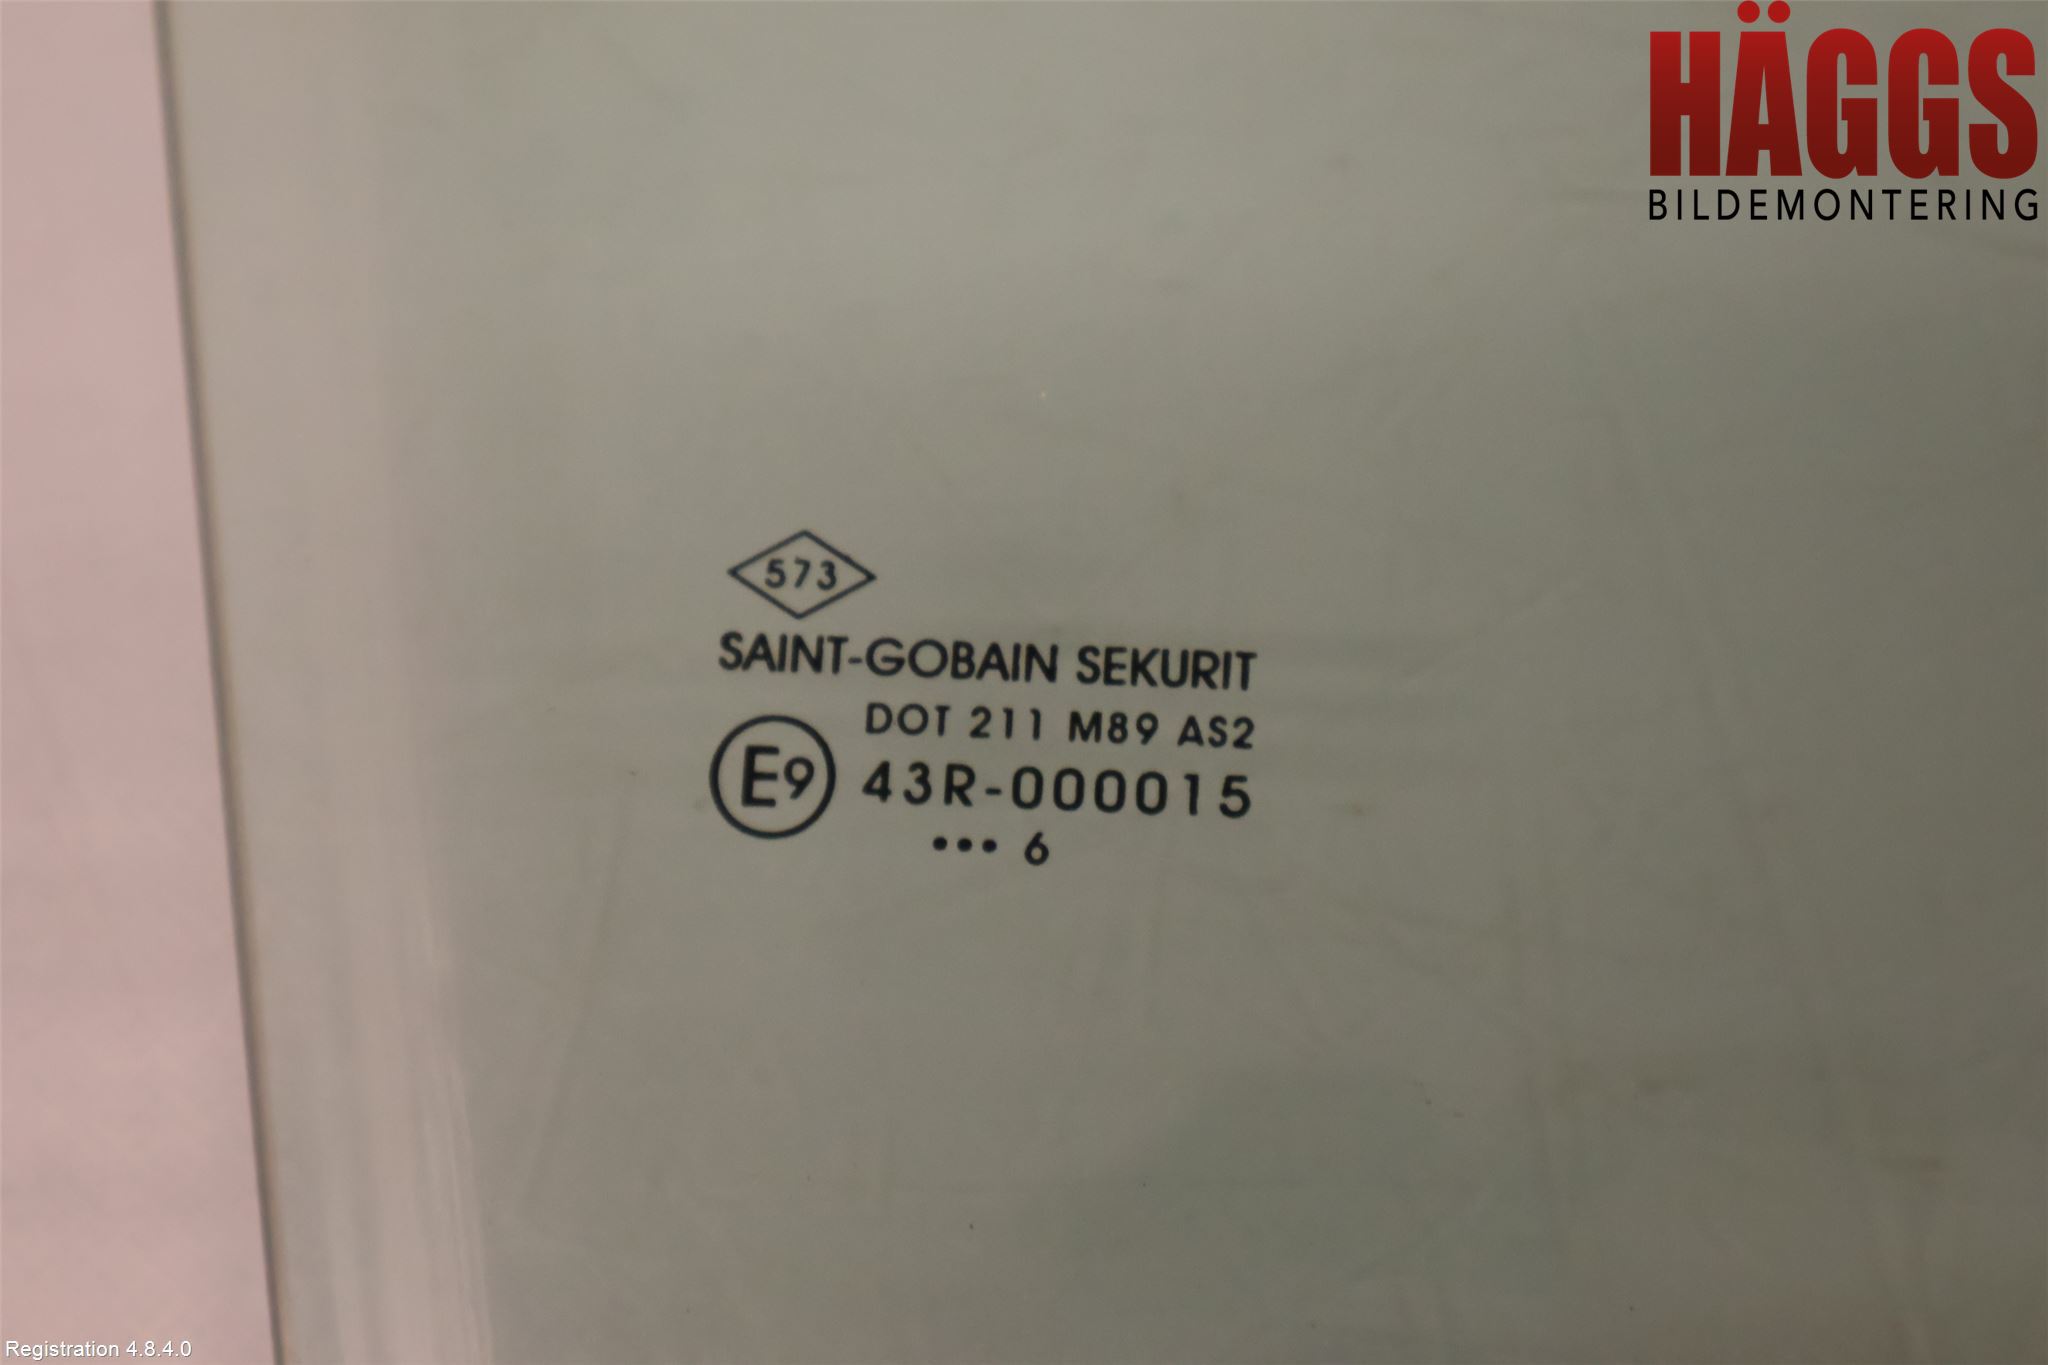 HÄGGS
BILDEMONTERING
573
SAINT-GOBAIN SEKURIT
DOT 211 M89 AS2
E9 43R-000015
••• 6
Registration 4.8.4.0